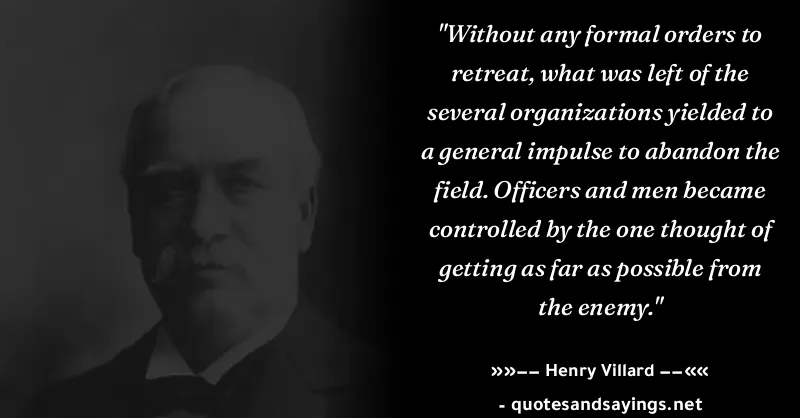 "Without any formal orders to
retreat, what was left of the
several organizations yielded to
a general impulse to abandon the
field. Officers and men became
controlled by the one thought of
getting as far as possible from
the enemy."
»»−− Henry Villard −−««
- quotesandsayings.net